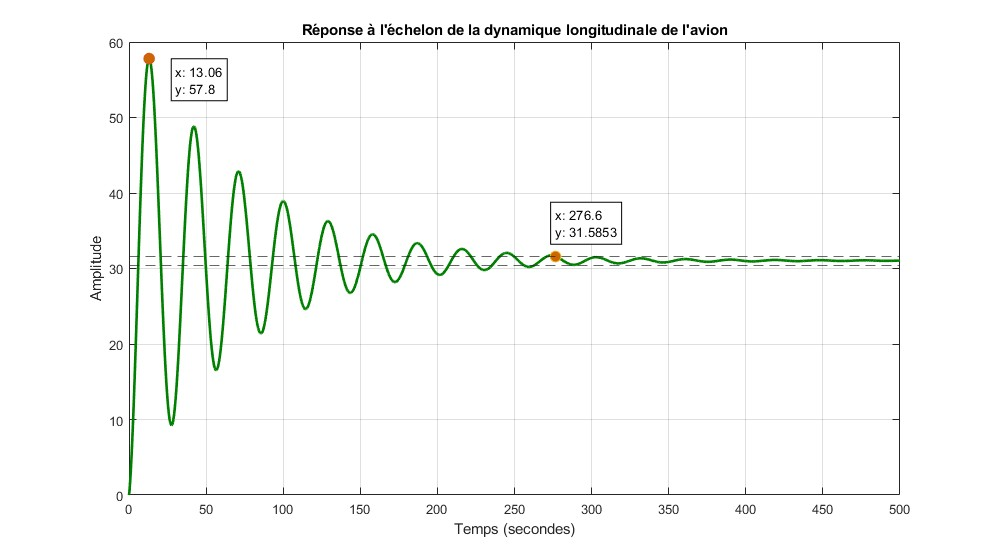 Réponse à l'échelon de la dynamique longitudinale de l'avion
60
x: 13.06
y: 57.8
50
40
x: 276.6
y: 31.5853
30
20
10
0
0 50 100 150 200 250 300 350 400 450 500
Amplitude
Temps (secondes)